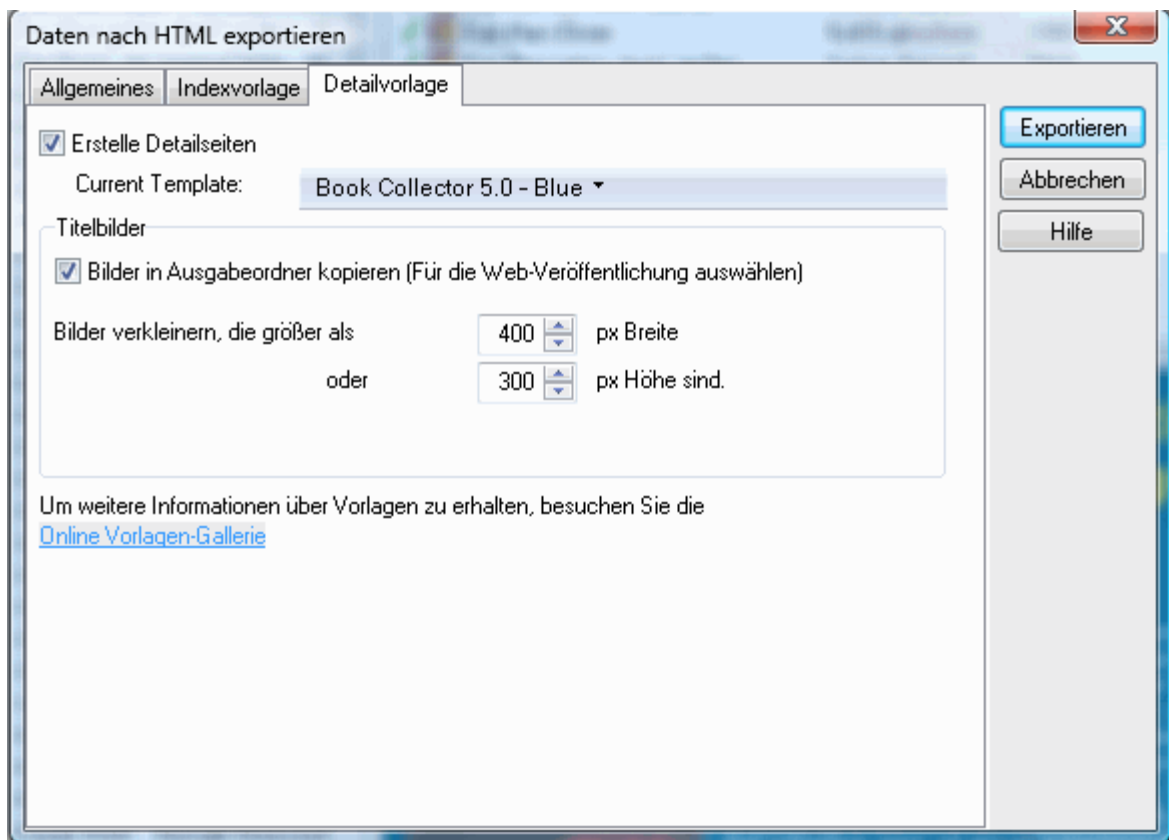 Daten nach HTML exportieren
Allgemeines Indexvorlage Detailvorlage
Erstelle Detailseiten
Current Template: Book Collector 5.0 - Blue
Titelbilder
Bilder in Ausgabeordner kopieren (Für die Web-Veröffentlichung auswählen)
Bilder verkleinern, die größer als 400 px Breite
oder 300 px Höhe sind.
Um weitere Informationen über Vorlagen zu erhalten, besuchen Sie die
Online Vorlagen-Gallerie
Exportieren
Abbrechen
Hilfe